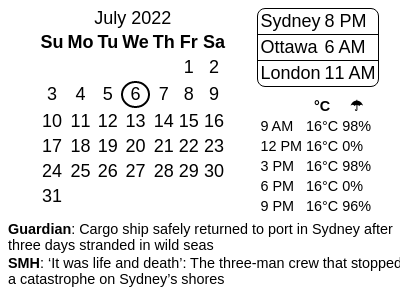 July 2022
Su Mo Tu We Th Fr Sa
1 2
3 4 5 6 7 8 9
10 11 12 13 14 15 16
17 18 19 20 21 22 23
24 25 26 27 28 29 30
31
Sydney 8 PM
Ottawa 6 AM
London 11 AM
°C ☂
9 AM 16°C 98%
12 PM 16°C 0%
3 PM 16°C 98%
6 PM 16°C 0%
9 PM 16°C 96%
Guardian: Cargo ship safely returned to port in Sydney after
three days stranded in wild seas
SMH: ‘It was life and death’: The three-man crew that stopped
a catastrophe on Sydney’s shores